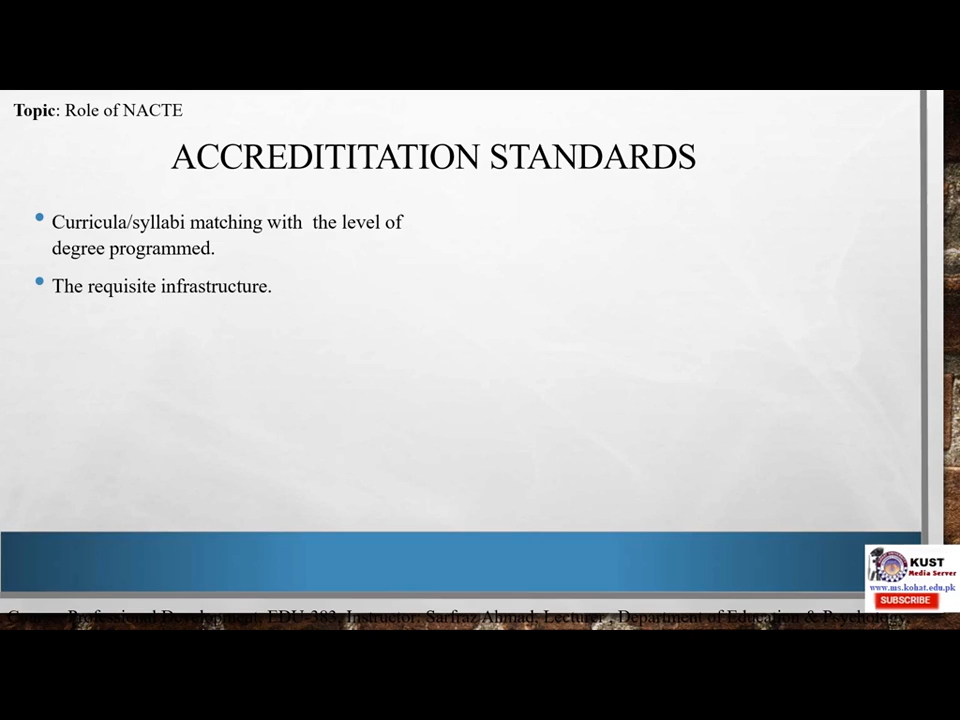 Topic: Role of NACTE
ACCREDITITATION STANDARDS
• Curricula/syllabi matching with the level of
degree programmed.
• The requisite infrastructure.
KUST
Media Server
www.ms.kohat.edu.pk
SUBSCRIBE
Course: Professional Development, EDU-383, Instructor: Sarfraz Ahmad, Lecturer , Department of Education & Psychology